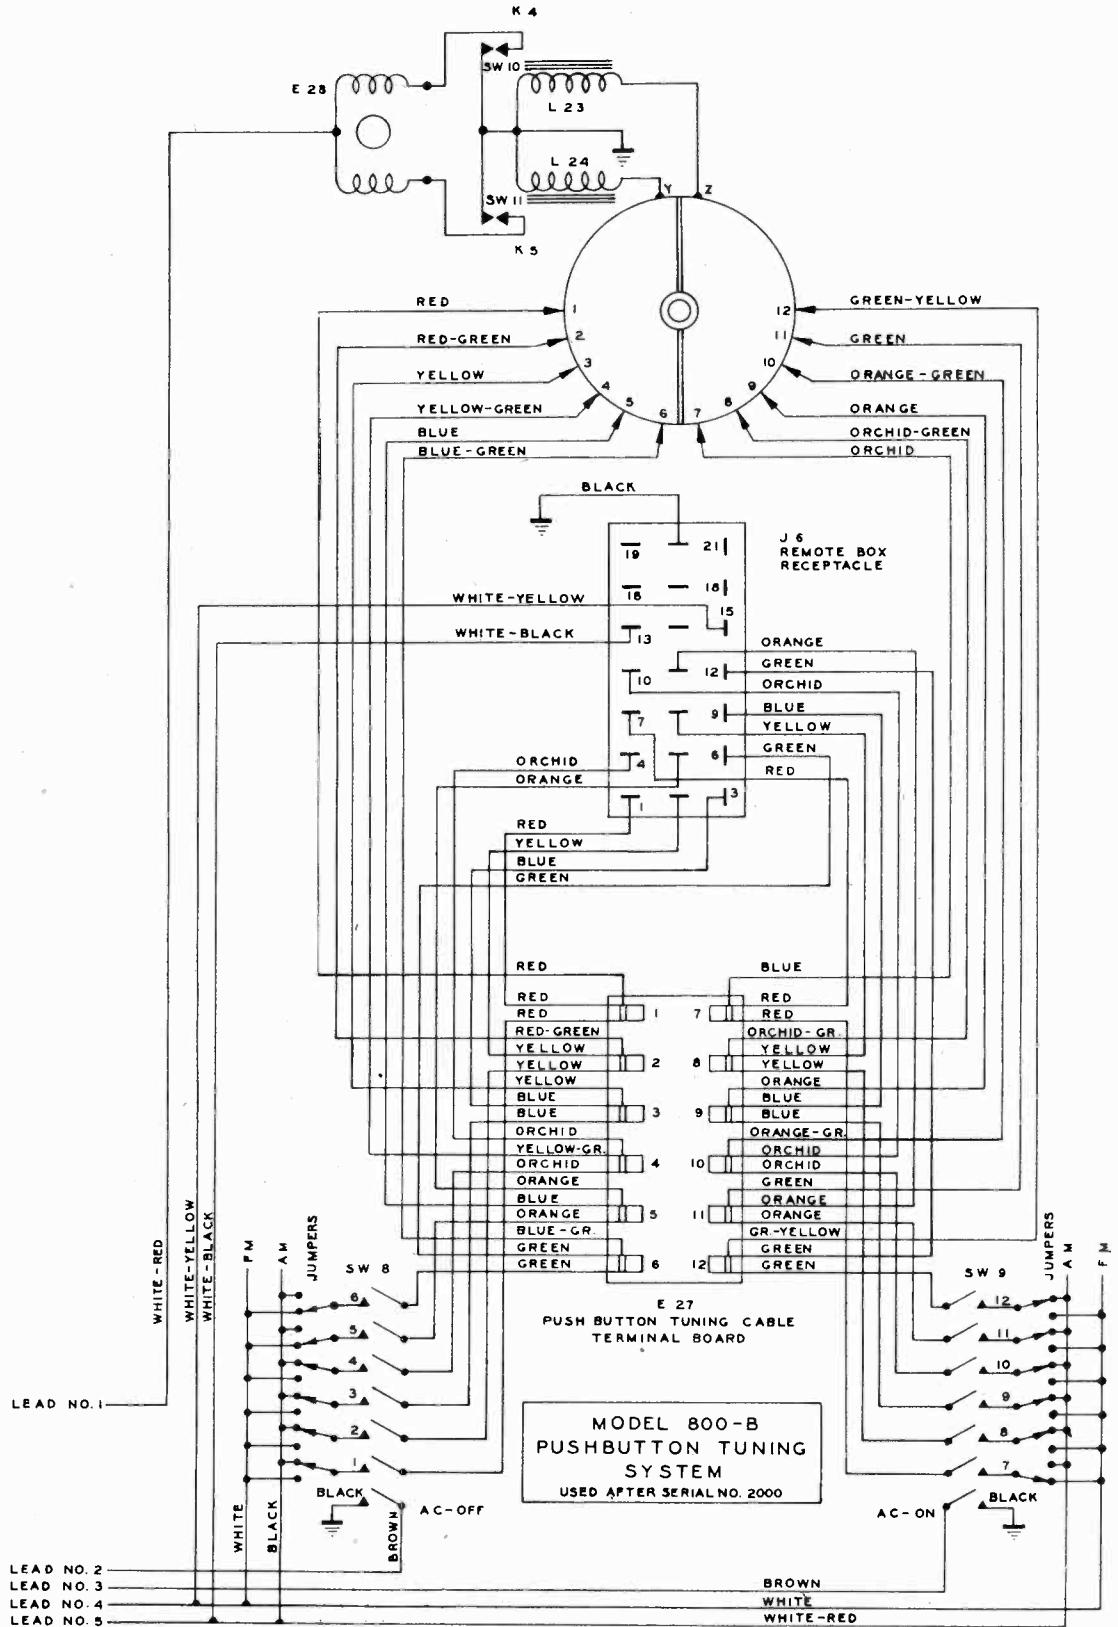 K 4
SW 10
E 28
L 23
L 24
Y Z
SW 11
K 5
RED 1 12 GREEN-YELLOW
RED-GREEN 2 11 GREEN
YELLOW 3 10 ORANGE-GREEN
YELLOW-GREEN 4 9 ORANGE
BLUE 5 8 ORCHID-GREEN
BLUE-GREEN 6 7 ORCHID
BLACK
19 21
J 6
REMOTE BOX
RECEPTACLE
16 18
WHITE-YELLOW 15
WHITE-BLACK 13
ORANGE
10 12 GREEN
ORCHID
7 9 BLUE
YELLOW
4 6 GREEN
ORCHID
RED
ORANGE
1 3
RED
YELLOW
BLUE
GREEN
RED BLUE
RED RED
RED 1 7 RED
RED-GREEN ORCHID-GR.
YELLOW YELLOW
YELLOW 2 8 YELLOW
YELLOW ORANGE
BLUE BLUE
BLUE 3 9 BLUE
ORCHID ORANGE-GR.
YELLOW-GR. ORCHID
ORCHID 4 10 ORCHID
ORANGE GREEN
BLUE ORANGE
ORANGE 5 11 ORANGE
BLUE-GR. GR.-YELLOW
GREEN GREEN
GREEN 6 12 GREEN
WHITE-RED
WHITE-YELLOW
WHITE-BLACK
FM
AM
JUMPERS
SW 8
SW 9
JUMPERS
AM
FM
6 12
5 11
4 10
3 9
2 8
1 7
E 27
PUSH BUTTON TUNING CABLE
TERMINAL BOARD
LEAD NO. 1
MODEL 800-B
PUSHBUTTON TUNING
SYSTEM
USED AFTER SERIAL NO. 2000
BLACK
AC-OFF
AC-ON
BLACK
WHITE
BLACK
BROWN
LEAD NO. 2
LEAD NO. 3 BROWN
LEAD NO. 4 WHITE
LEAD NO. 5 WHITE-RED